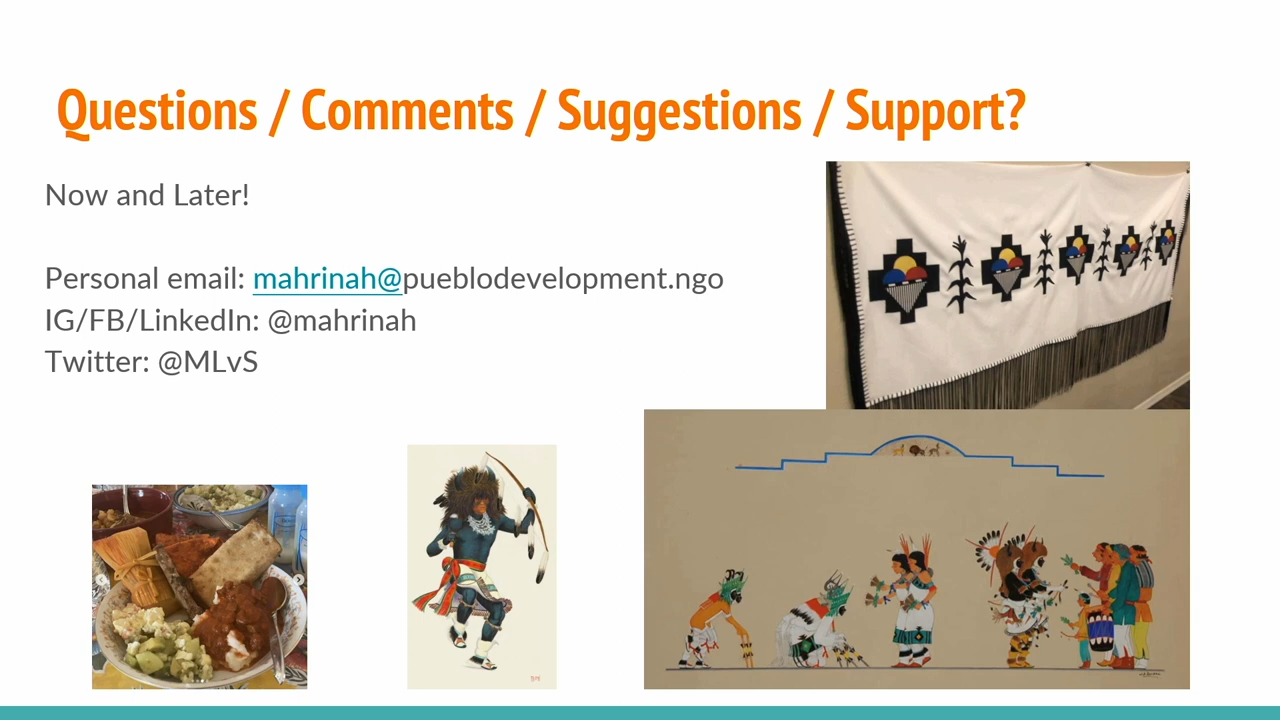 Questions / Comments / Suggestions / Support?
Now and Later!
Personal email: mahrinah@pueblodevelopment.ngo
IG/FB/LinkedIn: @mahrinah
Twitter: @MLvS